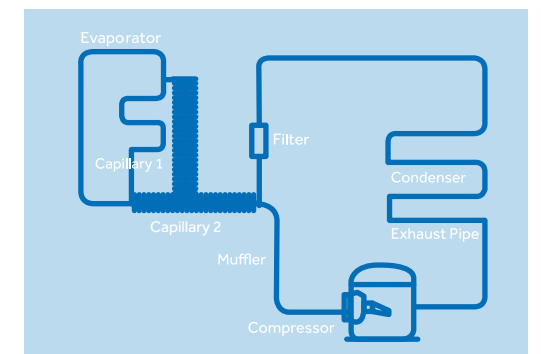 Evaporator
Filter
Capillary 1
Condenser
Capillary 2
Exhaust Pipe
Muffler
Compressor